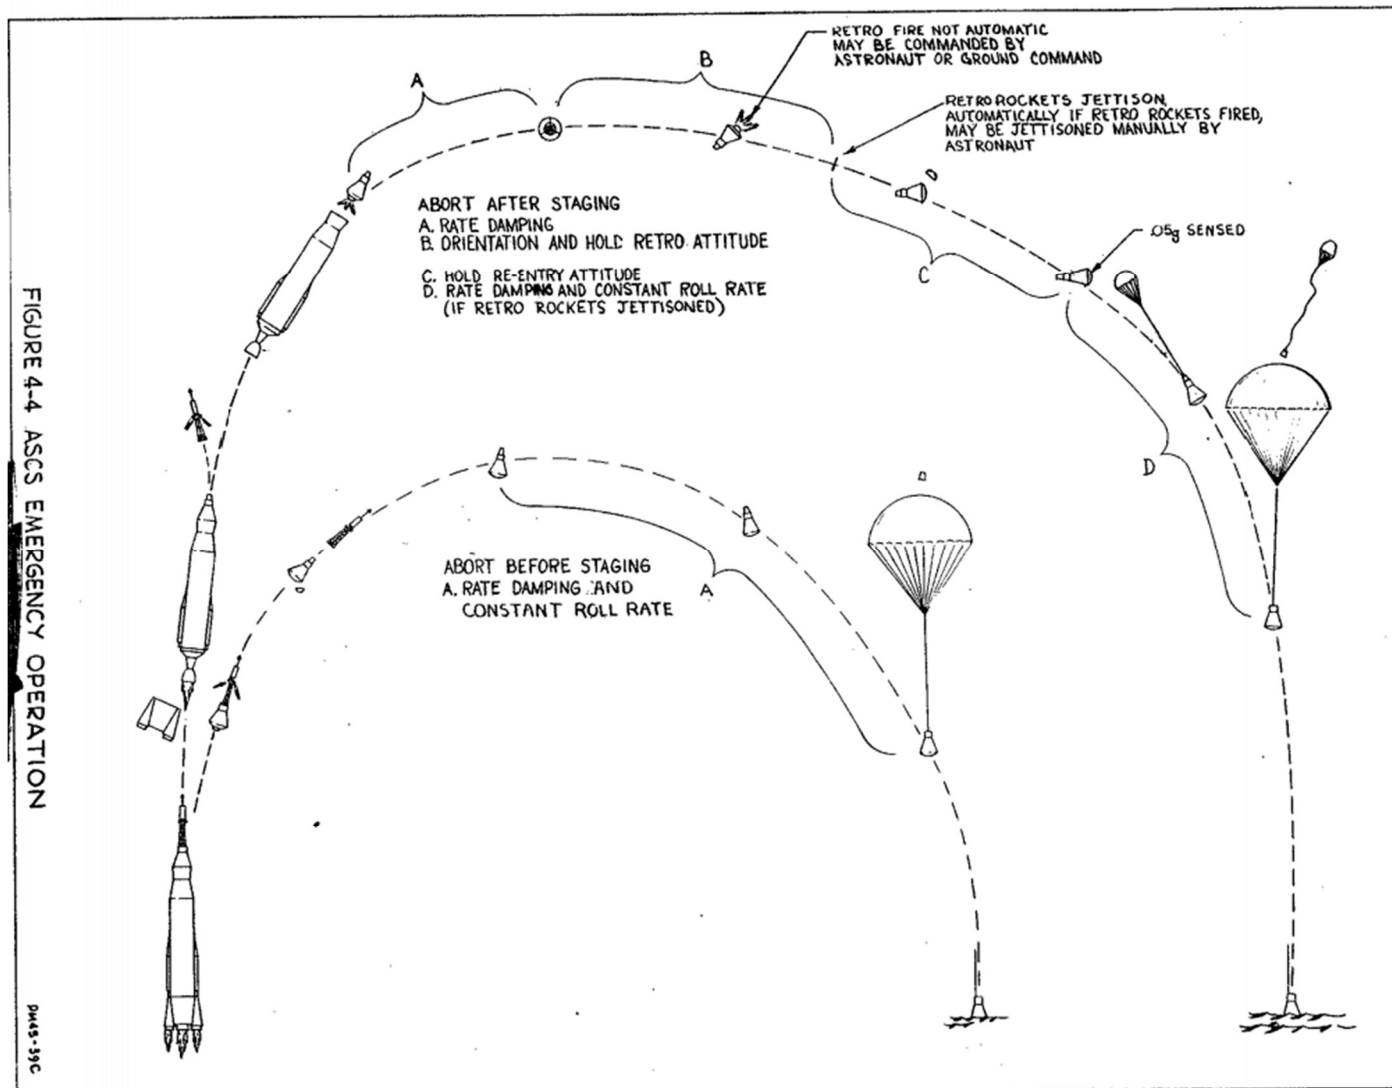 RETRO FIRE NOT AUTOMATIC
MAY BE COMMANDED BY
ASTRONAUT OR GROUND COMMAND
A
B
RETRO ROCKETS JETTISON,
AUTOMATICALLY IF RETRO ROCKETS FIRED,
MAY BE JETTISONED MANUALLY BY
ASTRONAUT
ABORT AFTER STAGING
A. RATE DAMPING
B. ORIENTATION AND HOLD RETRO ATTITUDE
C. HOLD RE-ENTRY ATTITUDE
D. RATE DAMPING AND CONSTANT ROLL RATE
(IF RETRO ROCKETS JETTISONED)
.05g SENSED
C
D
ABORT BEFORE STAGING
A. RATE DAMPING AND
CONSTANT ROLL RATE
A
FIGURE 4-4 ASCS EMERGENCY OPERATION
PM45-39C